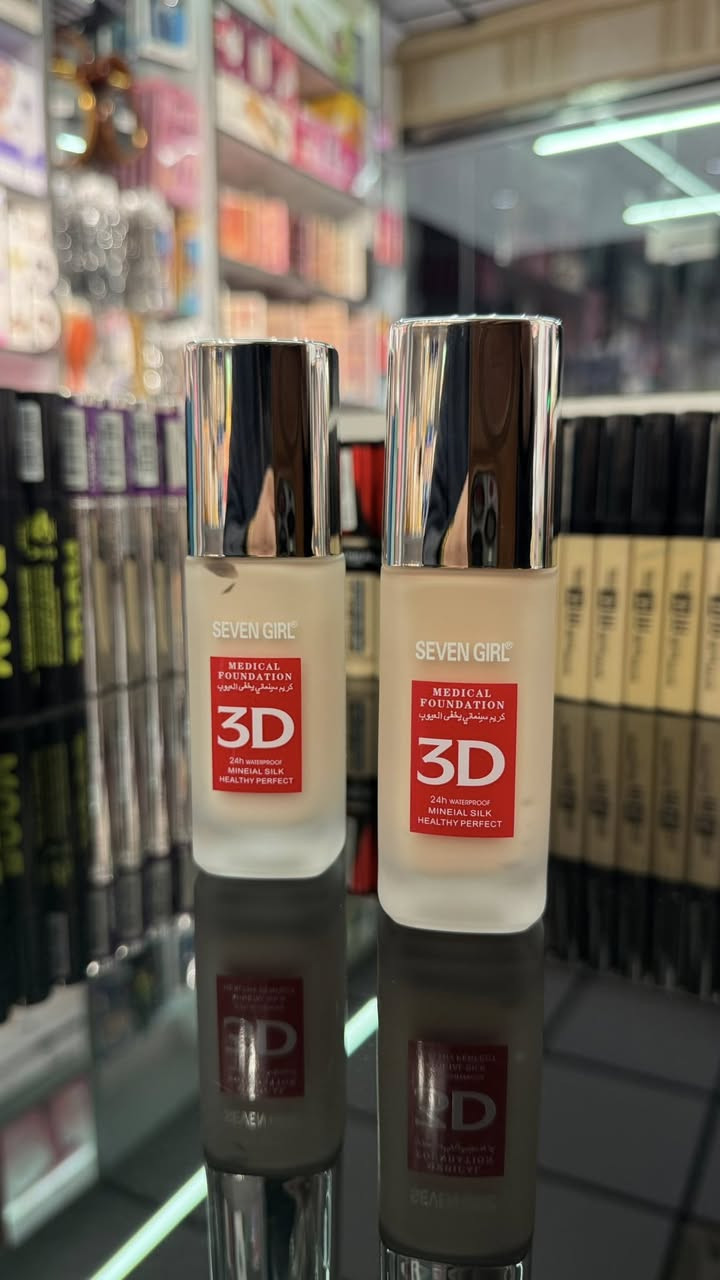 SEVEN GIRL®
MEDICAL
FOUNDATION
كريم سينمائي يخفي العيوب
3D
24h WATERPROOF
MINEIAL SILK
HEALTHY PERFECT
SEVEN GIRL®
MEDICAL
FOUNDATION
كريم سينمائي يخفي العيوب
3D
24h WATERPROOF
MINEIAL SILK
HEALTHY PERFECT